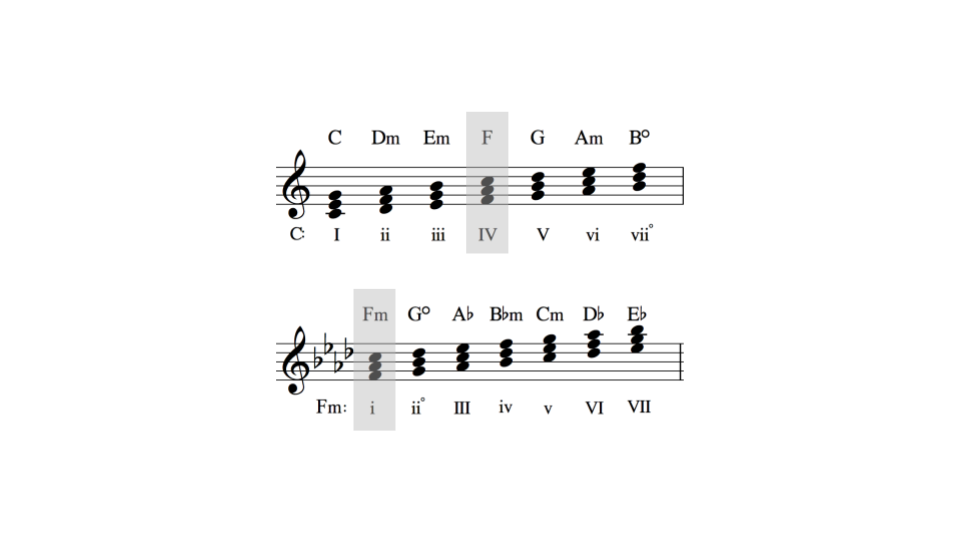 C Dm Em F G Am B°
C: I ii iii IV V vi vii°
Fm G° A♭ B♭m Cm D♭ E♭
Fm: i ii° III iv v VI VII